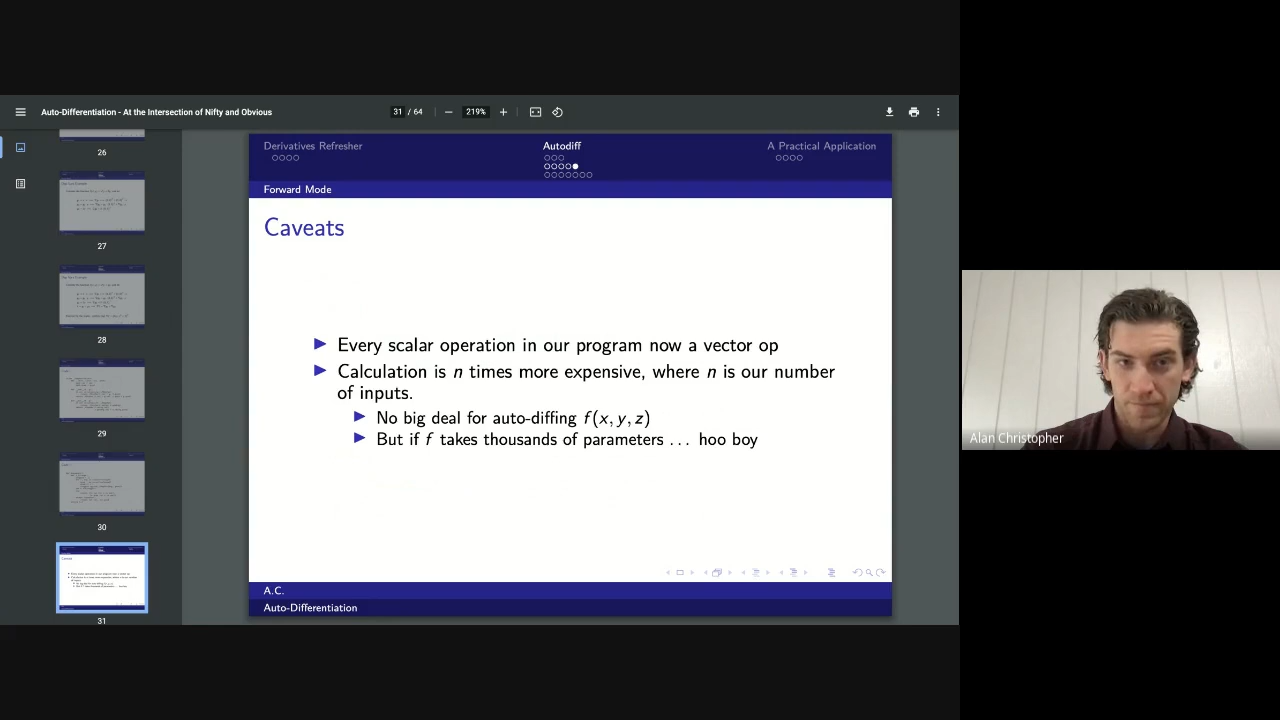 Auto-Differentiation - At the Intersection of Nifty and Obvious
31 / 64
219%
26
27
28
29
30
31
Derivatives Refresher
Autodiff
A Practical Application
Forward Mode
Caveats
Every scalar operation in our program now a vector op
Calculation is n times more expensive, where n is our number
of inputs.
No big deal for auto-diffing f(x, y, z)
But if f takes thousands of parameters ... hoo boy
A.C.
Auto-Differentiation
Alan Christopher